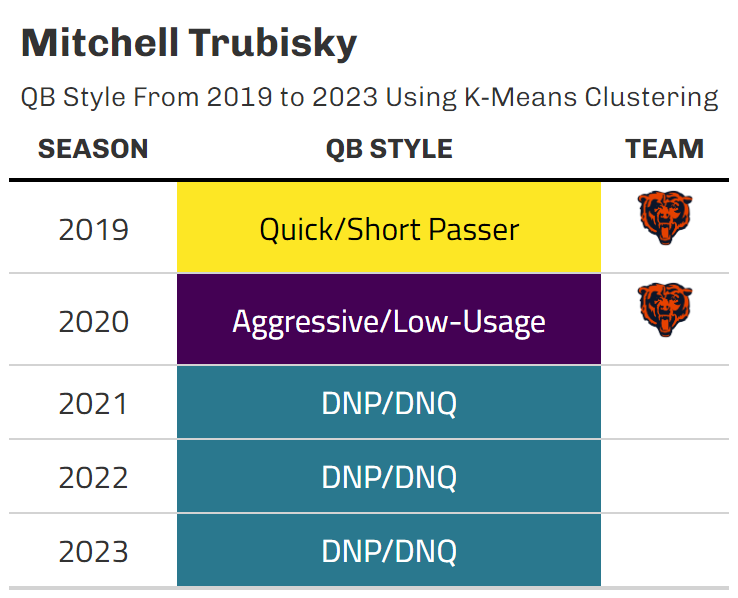 Mitchell Trubisky
QB Style From 2019 to 2023 Using K-Means Clustering
SEASON QB STYLE TEAM
2019 Quick/Short Passer
2020 Aggressive/Low-Usage
2021 DNP/DNQ
2022 DNP/DNQ
2023 DNP/DNQ